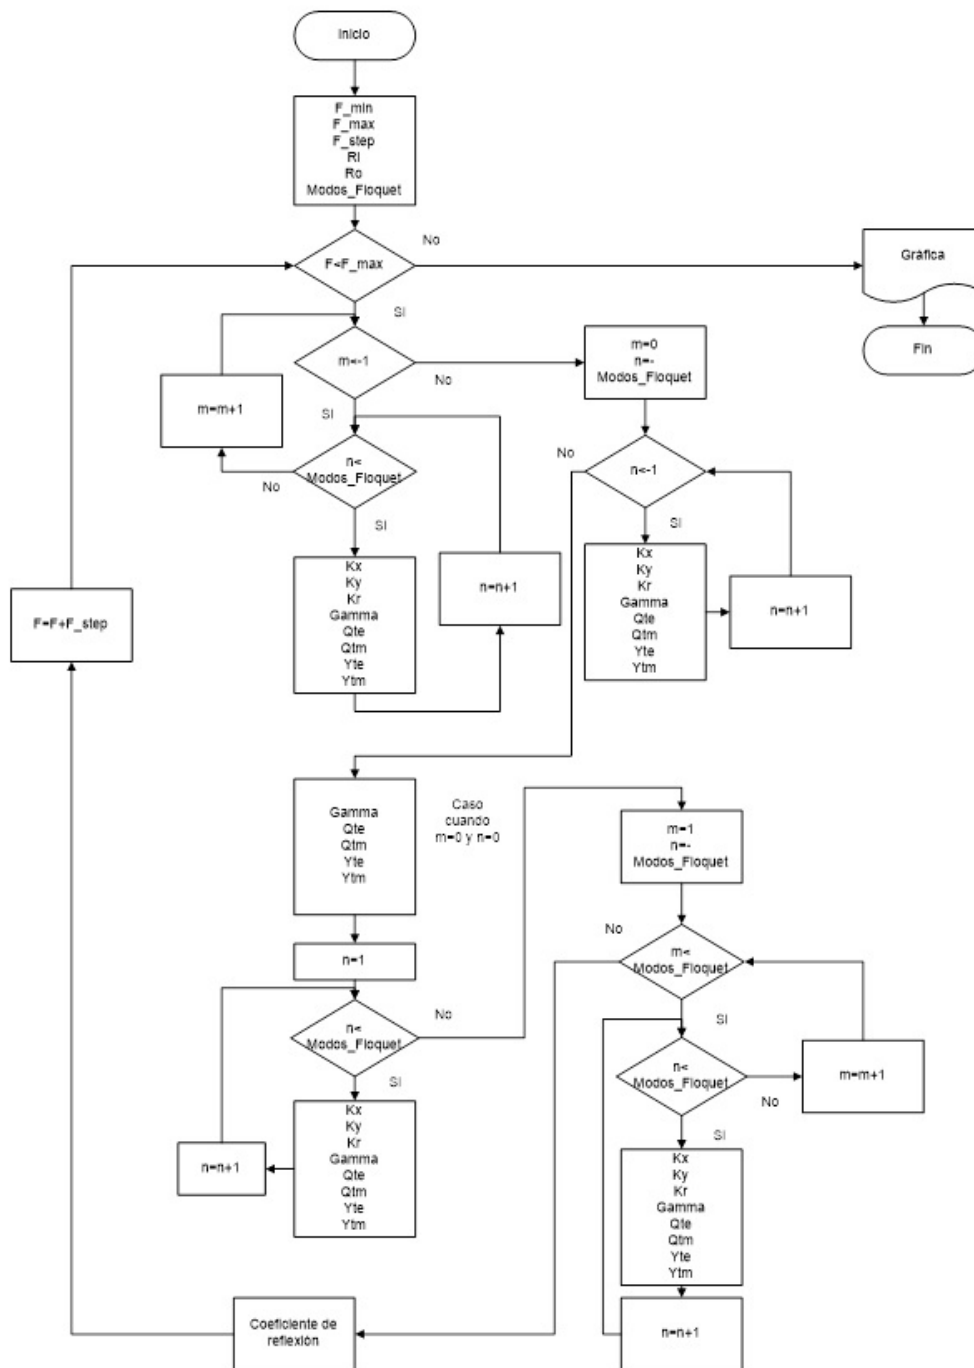 Inicio
F_min
F_max
F_step
Ri
Ro
Modos_Floquet
F<F_max
No
Si
Gráfica
Fin
m<-1
No
Si
m=m+1
m=0
n=-
Modos_Floquet
n<
Modos_Floquet
No
Si
n<-1
No
Si
Kx
Ky
Kr
Gamma
Qte
Qtm
Yte
Ytm
n=n+1
Kx
Ky
Kr
Gamma
Qte
Qtm
Yte
Ytm
n=n+1
F=F+F_step
Gamma
Qte
Qtm
Yte
Ytm
Caso
cuando
m=0 y n=0
m=1
n=-
Modos_Floquet
n=1
n<
Modos_Floquet
No
Si
m<
Modos_Floquet
No
Si
n<
Modos_Floquet
No
Si
m=m+1
Kx
Ky
Kr
Gamma
Qte
Qtm
Yte
Ytm
n=n+1
Kx
Ky
Kr
Gamma
Qte
Qtm
Yte
Ytm
n=n+1
Coeficiente de
reflexión